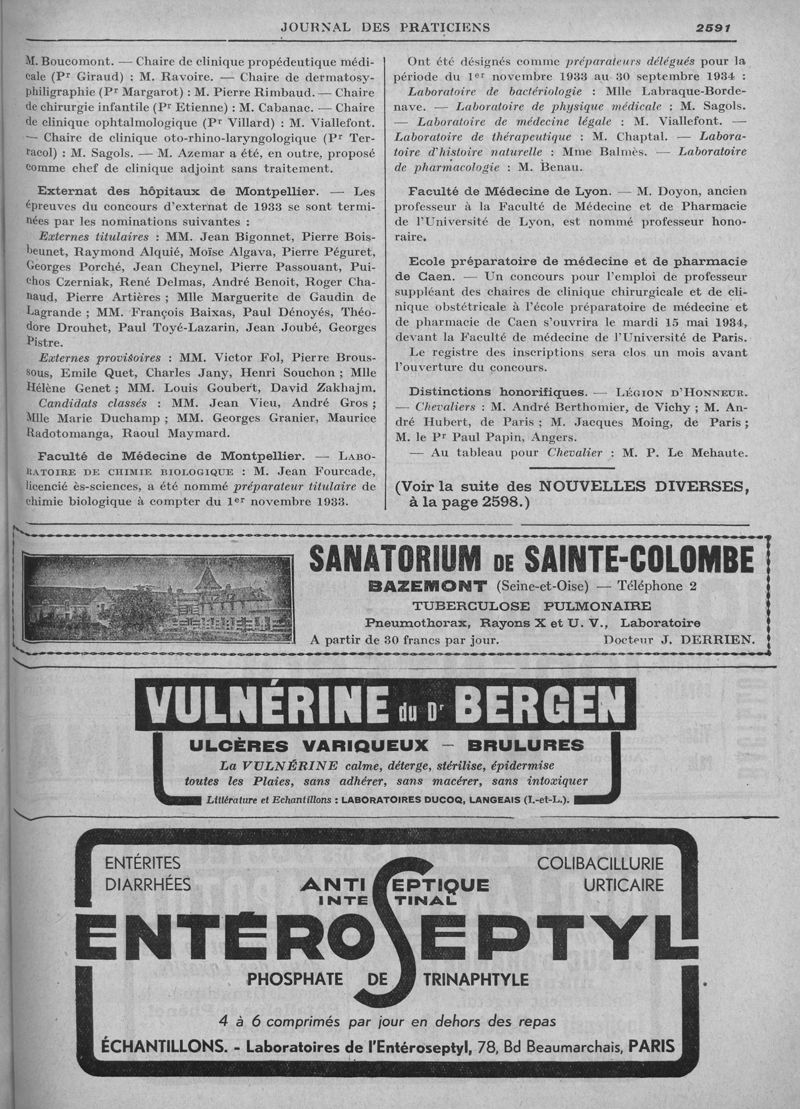 JOURNAL DES PRATICIENS 2591
M. Boucomont. — Chaire de clinique propédeutique médi-
cale (Pr Giraud) : M. Ravoire. — Chaire de dermatosy-
philigraphie (Pr Margarot) : M. Pierre Rimbaud. — Chaire
de chirurgie infantile (Pr Etienne) : M. Cabanac. — Chaire
de clinique ophtalmologique (Pr Villard) : M. Viallefont.
— Chaire de clinique oto-rhino-laryngologique (Pr Ter-
racol) : M. Sagols. — M. Azemar a été, en outre, proposé
comme chef de clinique adjoint sans traitement.
Externat des hôpitaux de Montpellier. — Les
épreuves du concours d'externat de 1933 se sont termi-
nées par les nominations suivantes :
Externes titulaires : MM. Jean Bigonnet, Pierre Bois-
beunet, Raymond Alquié, Moïse Algava, Pierre Péguret,
Georges Porché, Jean Cheynel, Pierre Passouant, Pui-
chos Czerniak, René Delmas, André Benoit, Roger Cha-
naud, Pierre Artières ; Mlle Marguerite de Gaudin de
Lagrande ; MM. François Baixas, Paul Dénoyés, Théo-
dore Drouhet, Paul Toyé-Lazarin, Jean Joubé, Georges
Pistre.
Externes provisoires : MM. Victor Fol, Pierre Brous-
sous, Emile Quet, Charles Jany, Henri Souchon ; Mlle
Hélène Genet ; MM. Louis Goubert, David Zakhajm.
Candidats classés : MM. Jean Vieu, André Gros ;
Mlle Marie Duchamp ; MM. Georges Granier, Maurice
Radotomanga, Raoul Maymard.
Faculté de Médecine de Montpellier. — LABO-
RATOIRE DE CHIMIE BIOLOGIQUE : M. Jean Fourcade,
licencié ès-sciences, a été nommé préparateur titulaire de
chimie biologique à compter du 1er novembre 1933.
Ont été désignés comme préparateurs délégués pour la
période du 1er novembre 1933 au 30 septembre 1934 :
Laboratoire de bactériologie : Mlle Labraque-Borde-
nave. — Laboratoire de physique médicale : M. Sagols.
— Laboratoire de médecine légale : M. Viallefont. —
Laboratoire de thérapeutique : M. Chaptal. — Labora-
toire d'histoire naturelle : Mme Balmès. — Laboratoire
de pharmacologie : M. Benau.
Faculté de Médecine de Lyon. — M. Doyon, ancien
professeur à la Faculté de Médecine et de Pharmacie
de l'Université de Lyon, est nommé professeur hono-
raire.
Ecole préparatoire de médecine et de pharmacie
de Caen. — Un concours pour l'emploi de professeur
suppléant des chaires de clinique chirurgicale et de cli-
nique obstétricale à l'école préparatoire de médecine et
de pharmacie de Caen s'ouvrira le mardi 15 mai 1934,
devant la Faculté de médecine de l'Université de Paris.
Le registre des inscriptions sera clos un mois avant
l'ouverture du concours.
Distinctions honorifiques. — LÉGION D'HONNEUR.
— Chevaliers : M. André Berthomier, de Vichy ; M. An-
dré Hubert, de Paris ; M. Jacques Moing, de Paris ;
M. le Pr Paul Papin, Angers.
— Au tableau pour Chevalier : M. P. Le Mehaute.
(Voir la suite des NOUVELLES DIVERSES,
à la page 2598.)
SANATORIUM DE SAINTE-COLOMBE
BAZEMONT (Seine-et-Oise) — Téléphone 2
TUBERCULOSE PULMONAIRE
Pneumothorax, Rayons X et U. V., Laboratoire
A partir de 30 francs par jour. Docteur J. DERRIEN.
VULNÉRINE du Dr BERGEN
ULCÈRES VARIQUEUX – BRULURES
La VULNÉRINE calme, déterge, stérilise, épidermise
toutes les Plaies, sans adhérer, sans macérer, sans intoxiquer
Littérature et Echantillons : LABORATOIRES DUCOQ, LANGEAIS (I.-et-L.).
ENTÉRITES COLIBACILLURIE
DIARRHÉES ANTISEPTIQUE URTICAIRE
INTESTINAL
ENTÉROSEPTYL
PHOSPHATE DE TRINAPHTYLE
4 à 6 comprimés par jour en dehors des repas
ÉCHANTILLONS. - Laboratoires de l'Entéroseptyl, 78, Bd Beaumarchais, PARIS